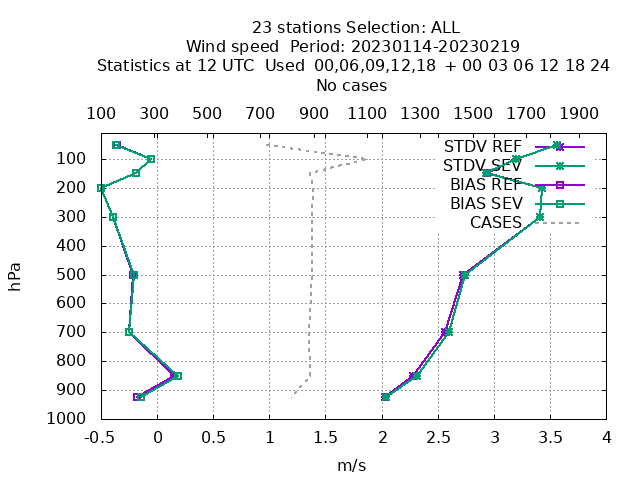 23 stations Selection: ALL
Wind speed  Period: 20230114-20230219
Statistics at 12 UTC  Used  00,06,09,12,18  + 00 03 06 12 18 24
No cases
100 300 500 700 900 1100 1300 1500 1700 1900
STDV REF
STDV SEV
BIAS REF
BIAS SEV
CASES
hPa
100
200
300
400
500
600
700
800
900
1000
-0.5 0 0.5 1 1.5 2 2.5 3 3.5 4
m/s